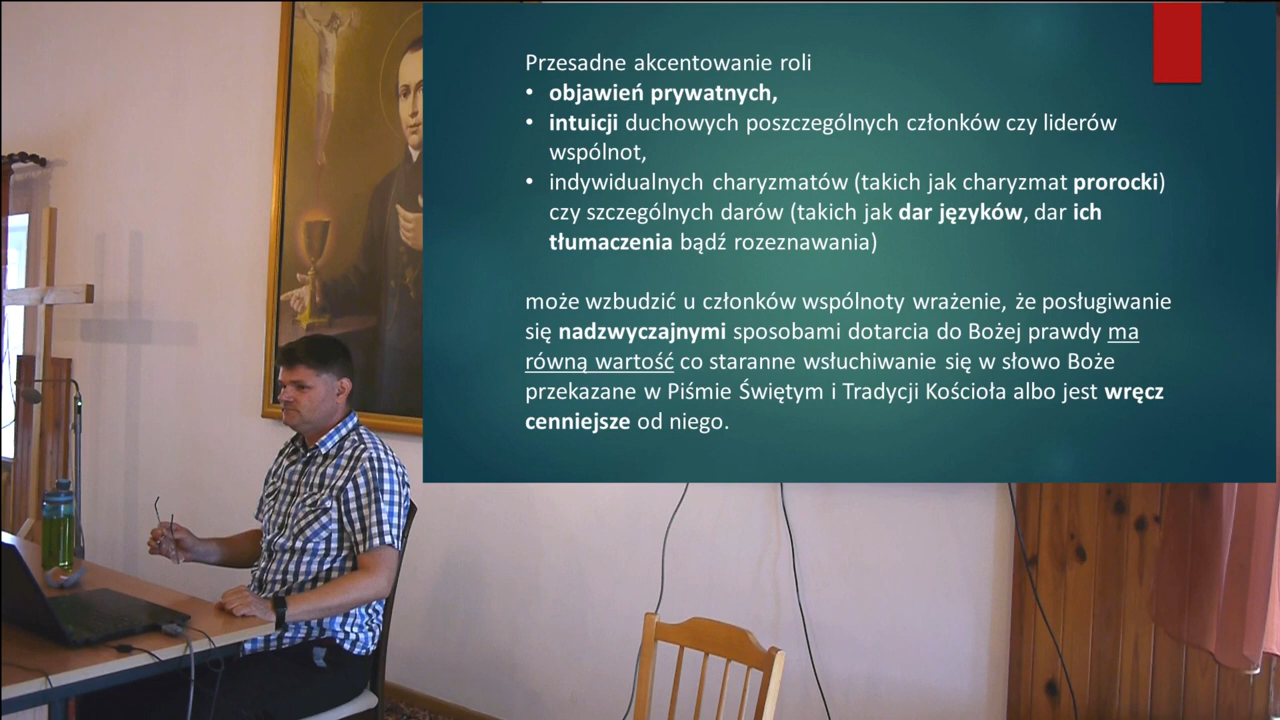 Przesadne akcentowanie roli
• objawień prywatnych,
• intuicji duchowych poszczególnych członków czy liderów
wspólnot,
• indywidualnych charyzmatów (takich jak charyzmat prorocki)
czy szczególnych darów (takich jak dar języków, dar ich
tłumaczenia bądź rozeznawania)
może wzbudzić u członków wspólnoty wrażenie, że posługiwanie
się nadzwyczajnymi sposobami dotarcia do Bożej prawdy ma
równą wartość co staranne wsłuchiwanie się w słowo Boże
przekazane w Piśmie Świętym i Tradycji Kościoła albo jest wręcz
cenniejsze od niego.